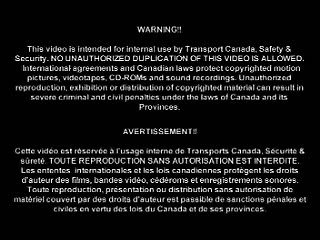 WARNING!!
This video is intended for internal use by Transport Canada, Safety &
Security. NO UNAUTHORIZED DUPLICATION OF THIS VIDEO IS ALLOWED.
International agreements and Canadian laws protect copyrighted motion
pictures, videotapes, CD-ROMs and sound recordings. Unauthorized
reproduction, exhibition or distribution of copyrighted material can result in
severe criminal and civil penalties under the laws of Canada and its
Provinces.
AVERTISSEMENT!!
Cette vidéo est réservée à l'usage interne de Transports Canada, Sécurité &
sûreté. TOUTE REPRODUCTION SANS AUTORISATION EST INTERDITE.
Les ententes internationales et les lois canadiennes protègent les droits
d'auteur des films, bandes vidéo, cédéroms et enregistrements sonores.
Toute reproduction, présentation ou distribution sans autorisation de
matériel couvert par des droits d'auteur est passible de sanctions pénales et
civiles en vertu des lois du Canada et de ses provinces.